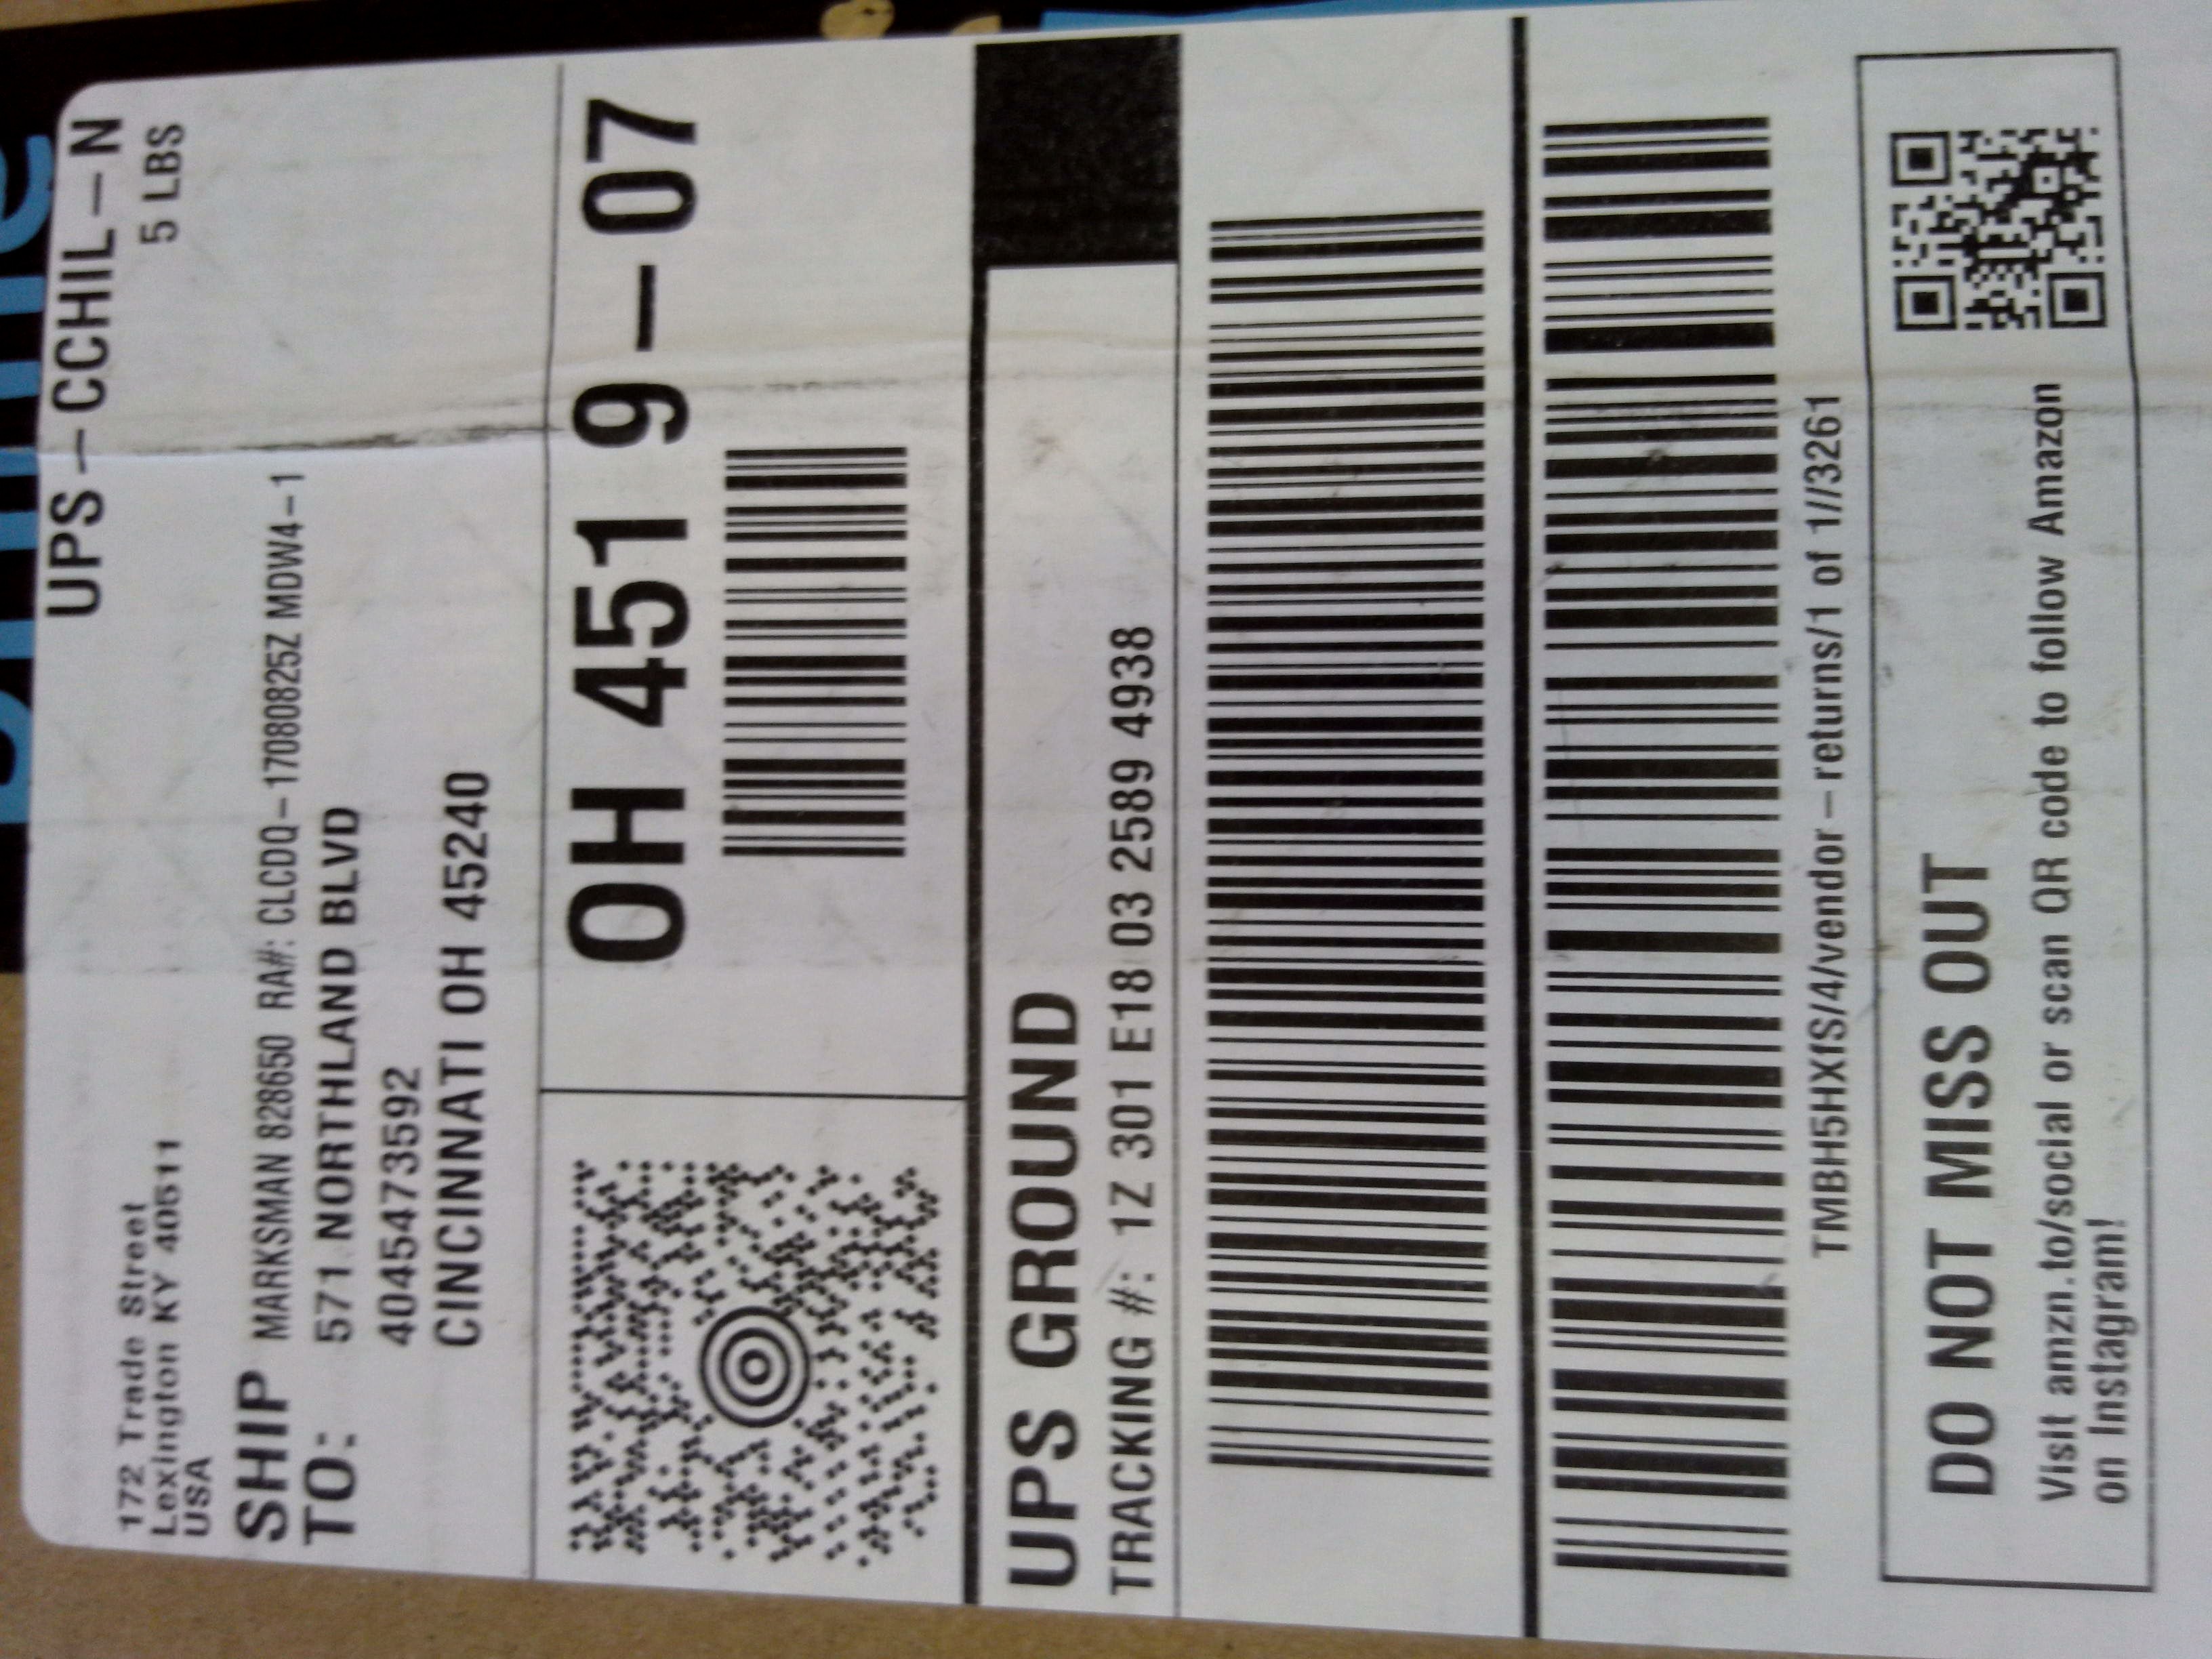 UPS-CCHIL-N
5 LBS
172 Trade Street
Lexington KY 40511
USA
SHIP
TO:
MARKSMAN 828650 RA#: CLCDQ-17080825Z MDW4-1
571 NORTHLAND BLVD
4045473592
CINCINNATI OH 45240
OH 451 9-07
UPS GROUND
TRACKING #: 1Z 301 E18 03 2589 4938
TMBH5HXfS/4/vendor-returns/1 of 1//3261
DO NOT MISS OUT
Visit amzn.to/social or scan QR code to follow Amazon
on Instagram!